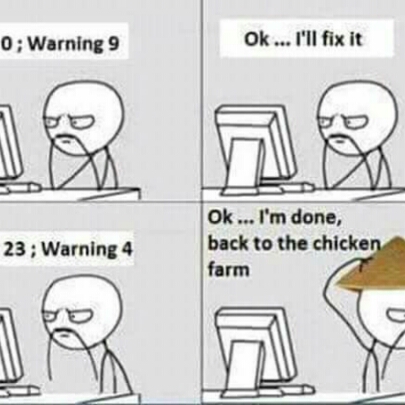 0 ; Warning 9
Ok ... I'll fix it
23 ; Warning 4
Ok ... I'm done,
back to the chicken
farm